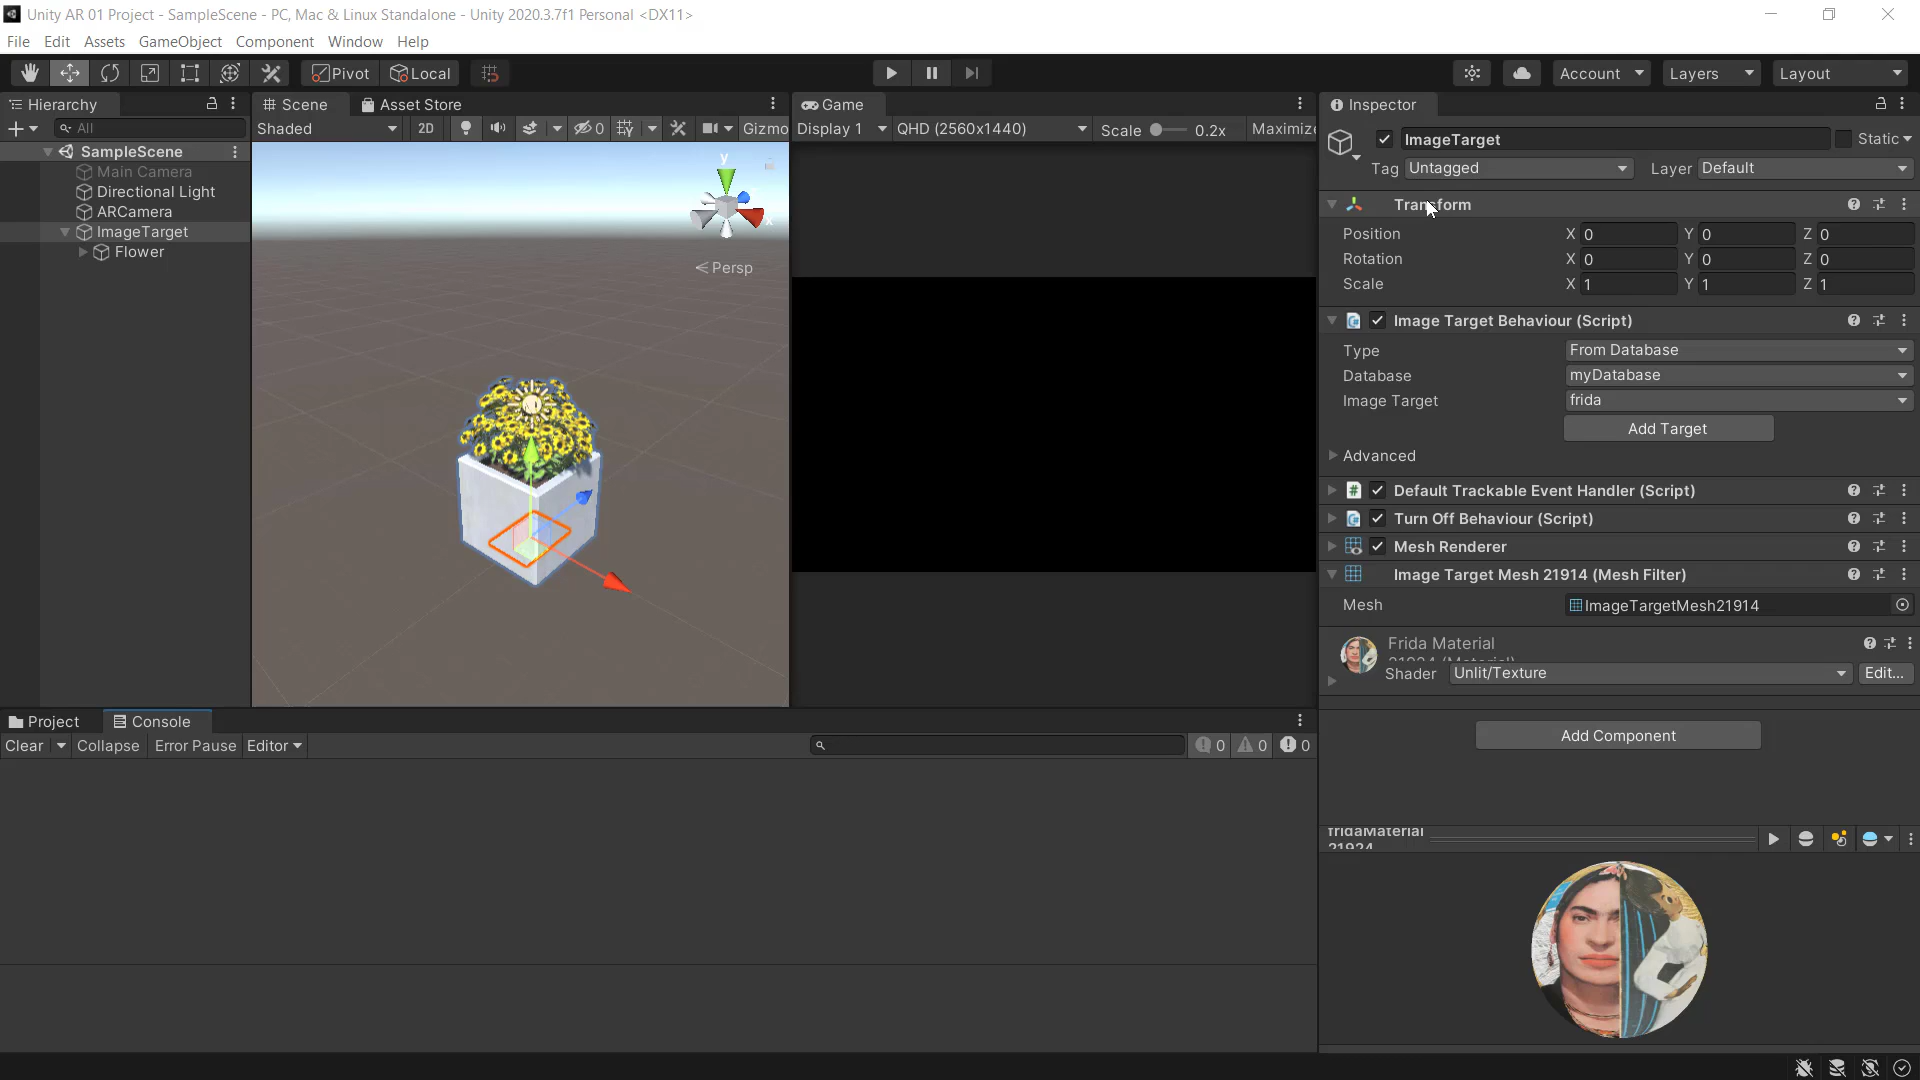 Unity AR 01 Project - SampleScene - PC, Mac & Linux Standalone - Unity 2020.3.7f1 Personal <DX11>
File Edit Assets GameObject Component Window Help
Pivot Local Account Layers Layout
Hierarchy
All
SampleScene
Main Camera
Directional Light
ARCamera
ImageTarget
Flower
Scene Asset Store
Shaded 2D 0 Gizmo
y
x
Persp
Game
Display 1 QHD (2560x1440) Scale 0.2x Maximize
Inspector
ImageTarget Static
Tag Untagged Layer Default
Transform
Position X 0 Y 0 Z 0
Rotation X 0 Y 0 Z 0
Scale X 1 Y 1 Z 1
Image Target Behaviour (Script)
Type From Database
Database myDatabase
Image Target frida
Add Target
Advanced
Default Trackable Event Handler (Script)
Turn Off Behaviour (Script)
Mesh Renderer
Image Target Mesh 21914 (Mesh Filter)
Mesh ImageTargetMesh21914
Frida Material
21924 (Material)
Shader Unlit/Texture Edit...
Add Component
fridaMaterial
21924
Project Console
Clear Collapse Error Pause Editor 0 0 0